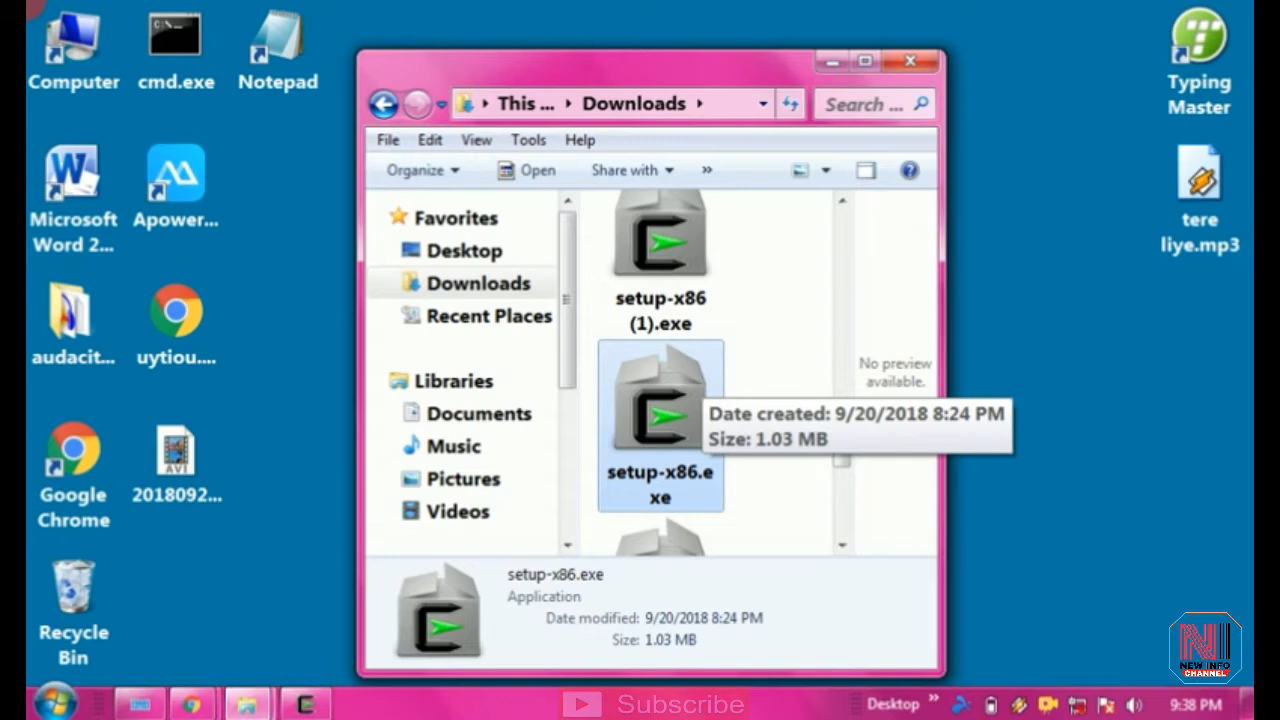 Computer
cmd.exe
Notepad
Typing
Master
This ...
Downloads
Search ...
File
Edit
View
Tools
Help
Organize
Open
Share with
»
Microsoft
Word 2...
Apower...
tere
liye.mp3
Favorites
Desktop
Downloads
Recent Places
setup-x86
(1).exe
audacit...
uytiou....
No preview
available.
Libraries
Documents
Music
Pictures
Videos
Date created: 9/20/2018 8:24 PM
Size: 1.03 MB
setup-x86.e
xe
Google
Chrome
AVI
2018092...
setup-x86.exe
Application
Date modified: 9/20/2018 8:24 PM
Size: 1.03 MB
Recycle
Bin
NI
NEW INFO
CHANNEL
Subscribe
Desktop
»
9:38 PM